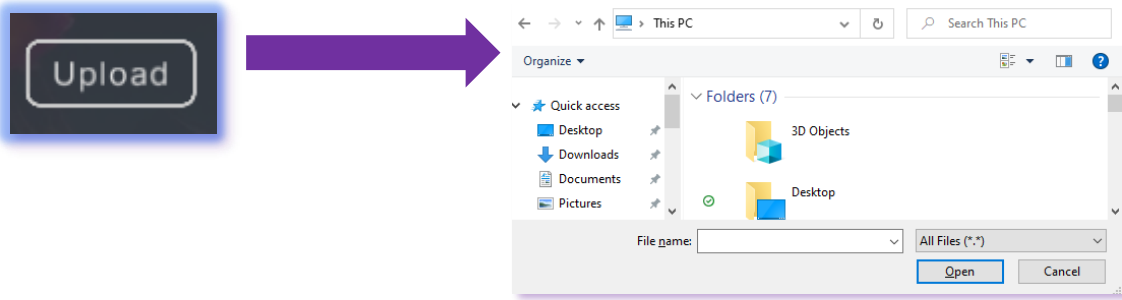 Upload
This PC
Search This PC
Organize
?
Quick access
Desktop
Downloads
Documents
Pictures
Folders (7)
3D Objects
Desktop
File name:
All Files (*.*)
Open
Cancel